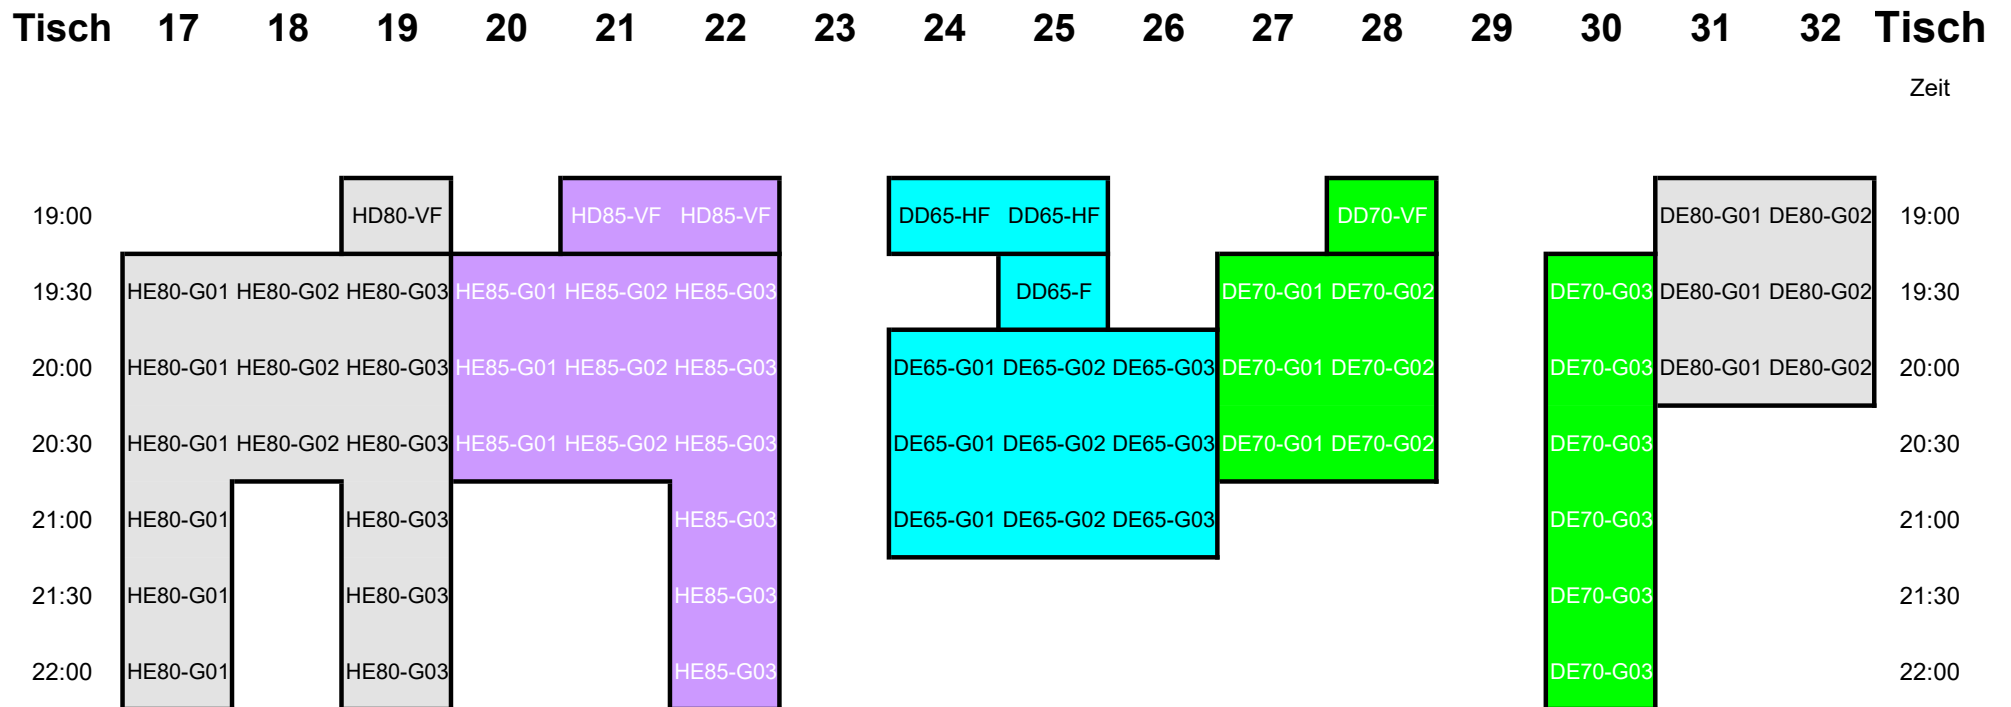 Tisch 17 18 19 20 21 22 23 24 25 26 27 28 29 30 31 32 Tisch
Zeit
19:00 HD80-VF HD85-VF HD85-VF DD65-HF DD65-HF DD70-VF DE80-G01 DE80-G02 19:00
19:30 HE80-G01 HE80-G02 HE80-G03 HE85-G01 HE85-G02 HE85-G03 DD65-F DE70-G01 DE70-G02 DE70-G03 DE80-G01 DE80-G02 19:30
20:00 HE80-G01 HE80-G02 HE80-G03 HE85-G01 HE85-G02 HE85-G03 DE65-G01 DE65-G02 DE65-G03 DE70-G01 DE70-G02 DE70-G03 DE80-G01 DE80-G02 20:00
20:30 HE80-G01 HE80-G02 HE80-G03 HE85-G01 HE85-G02 HE85-G03 DE65-G01 DE65-G02 DE65-G03 DE70-G01 DE70-G02 DE70-G03 20:30
21:00 HE80-G01 HE80-G03 HE85-G03 DE65-G01 DE65-G02 DE65-G03 DE70-G03 21:00
21:30 HE80-G01 HE80-G03 HE85-G03 DE70-G03 21:30
22:00 HE80-G01 HE80-G03 HE85-G03 DE70-G03 22:00